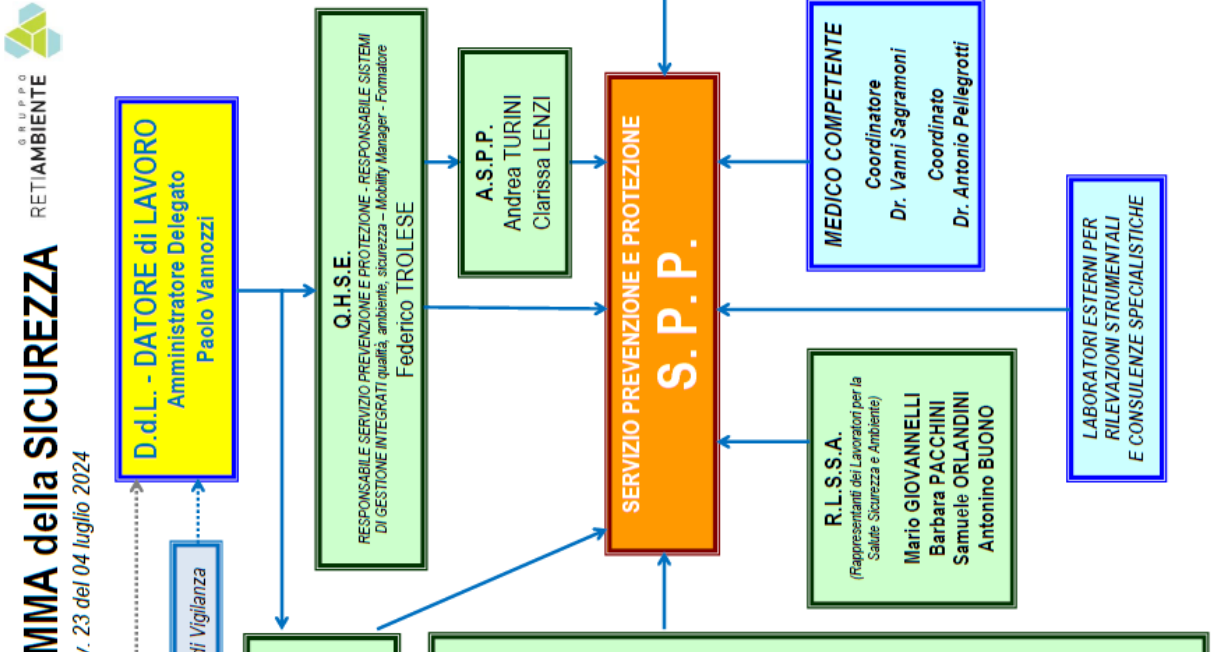 GRUPPO
RETIAMBIENTE
MMA della SICUREZZA
. 23 del 04 luglio 2024
D.d.L. - DATORE di LAVORO
Amministratore Delegato
Paolo Vannozzi
di Vigilanza
Q.H.S.E.
RESPONSABILE SERVIZIO PREVENZIONE E PROTEZIONE - RESPONSABILE SISTEMI
DI GESTIONE INTEGRATI qualità, ambiente, sicurezza – Mobility Manager - Formatore
Federico TROLESE
A.S.P.P.
Andrea TURINI
Clarissa LENZI
SERVIZIO PREVENZIONE E PROTEZIONE
S. P. P.
R.L.S.S.A.
(Rappresentanti dei Lavoratori per la
Salute Sicurezza e Ambiente)
Mario GIOVANNELLI
Barbara PACCHINI
Samuele ORLANDINI
Antonino BUONO
MEDICO COMPETENTE
Coordinatore
Dr. Vanni Sagramoni
Coordinato
Dr. Antonio Pellegrotti
LABORATORI ESTERNI PER
RILEVAZIONI STRUMENTALI
E CONSULENZE SPECIALISTICHE